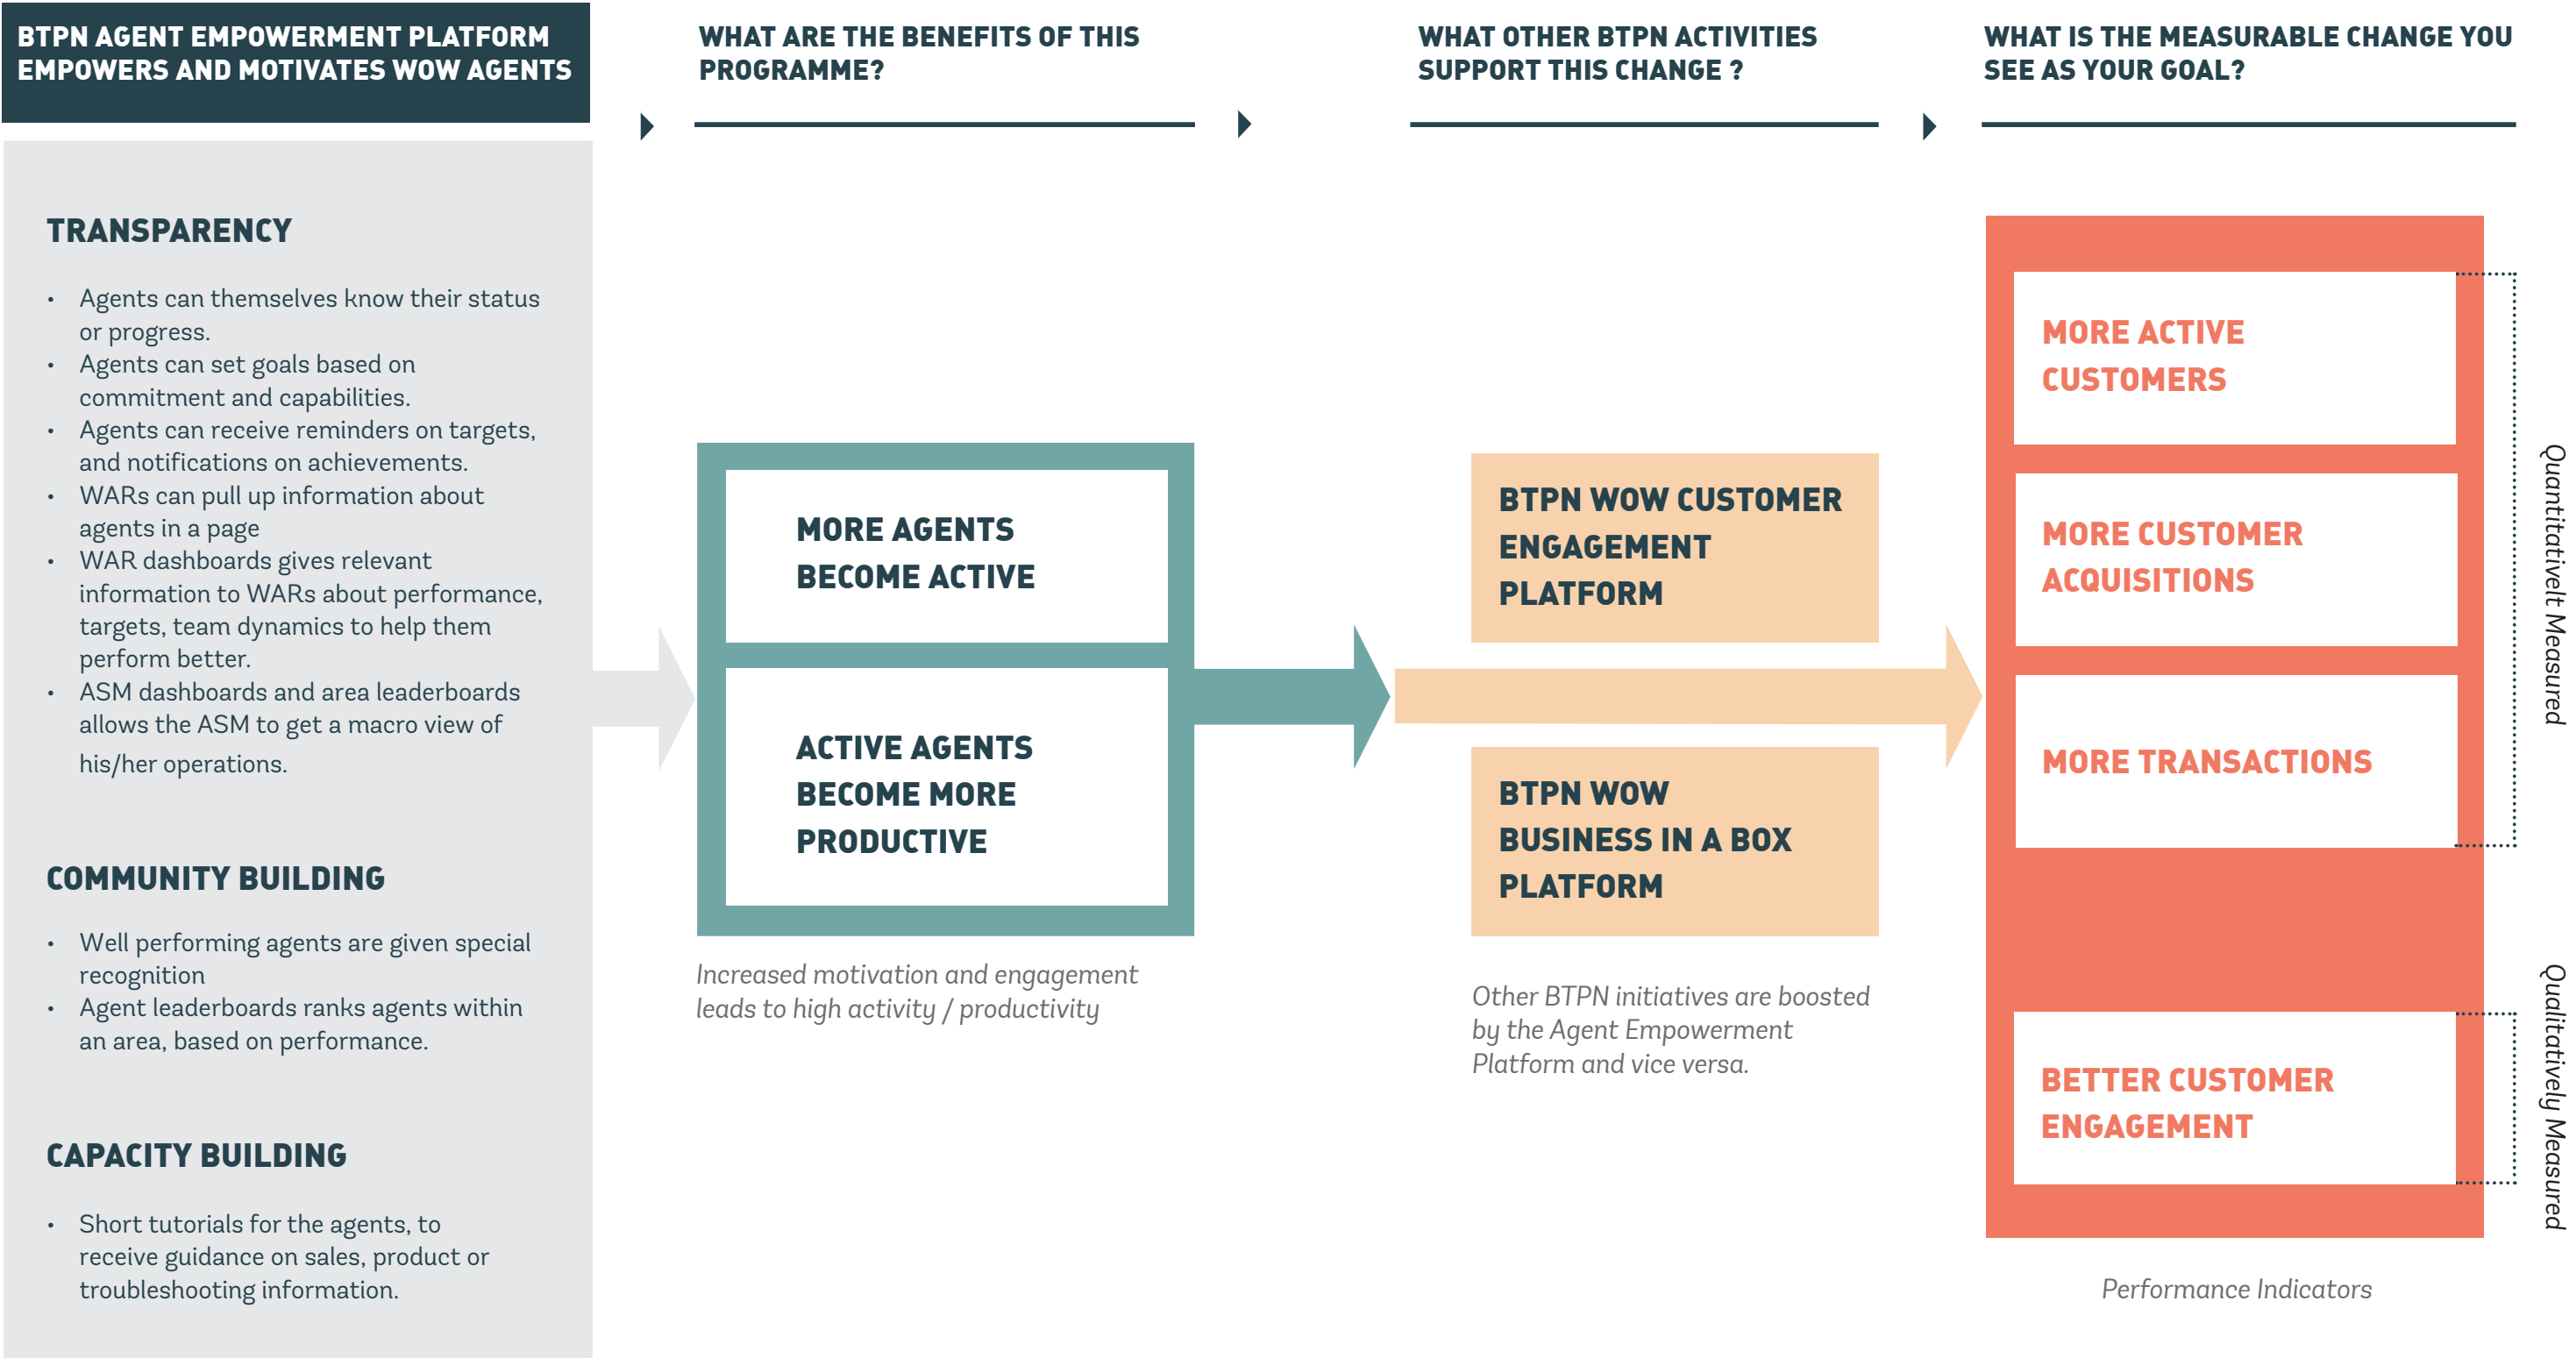 BTPN AGENT EMPOWERMENT PLATFORM
EMPOWERS AND MOTIVATES WOW AGENTS
TRANSPARENCY
• Agents can themselves know their status
or progress.
• Agents can set goals based on
commitment and capabilities.
• Agents can receive reminders on targets,
and notifications on achievements.
• WARs can pull up information about
agents in a page
• WAR dashboards gives relevant
information to WARs about performance,
targets, team dynamics to help them
perform better.
• ASM dashboards and area leaderboards
allows the ASM to get a macro view of
his/her operations.
COMMUNITY BUILDING
• Well performing agents are given special
recognition
• Agent leaderboards ranks agents within
an area, based on performance.
CAPACITY BUILDING
• Short tutorials for the agents, to
receive guidance on sales, product or
troubleshooting information.
WHAT ARE THE BENEFITS OF THIS
PROGRAMME?
MORE AGENTS
BECOME ACTIVE
ACTIVE AGENTS
BECOME MORE
PRODUCTIVE
Increased motivation and engagement
leads to high activity / productivity
WHAT OTHER BTPN ACTIVITIES
SUPPORT THIS CHANGE ?
BTPN WOW CUSTOMER
ENGAGEMENT
PLATFORM
BTPN WOW
BUSINESS IN A BOX
PLATFORM
Other BTPN initiatives are boosted
by the Agent Empowerment
Platform and vice versa.
WHAT IS THE MEASURABLE CHANGE YOU
SEE AS YOUR GOAL?
MORE ACTIVE
CUSTOMERS
MORE CUSTOMER
ACQUISITIONS
MORE TRANSACTIONS
BETTER CUSTOMER
ENGAGEMENT
Quantitativelt Measured
Qualitatively Measured
Performance Indicators